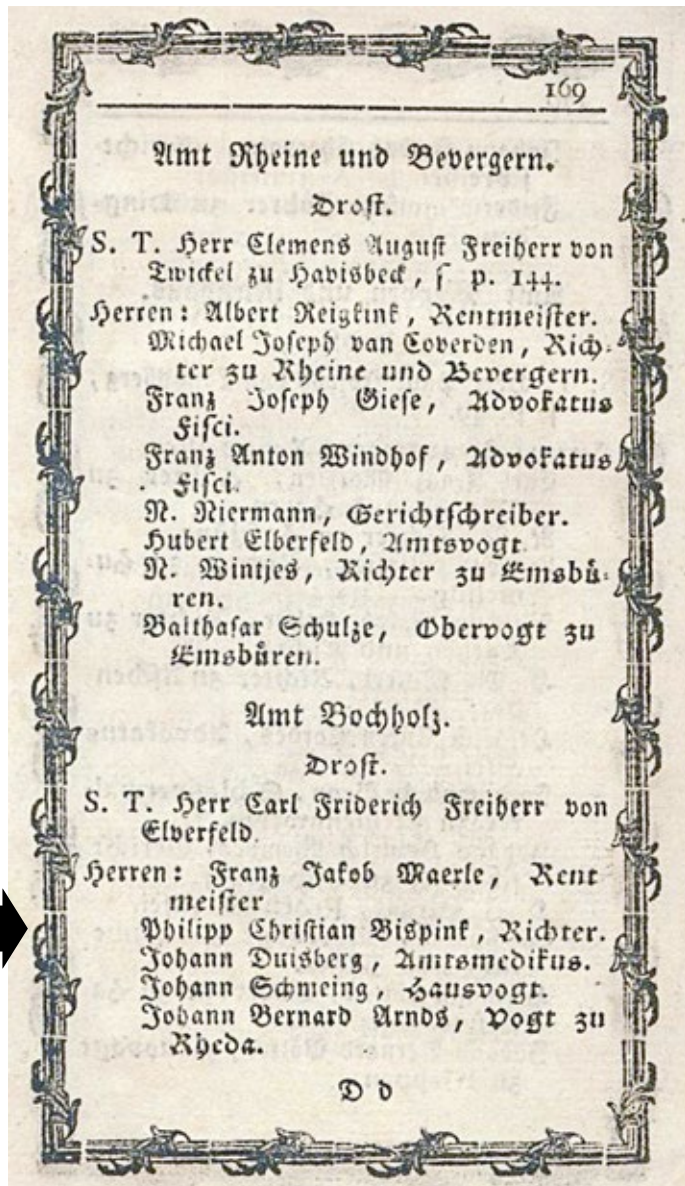 169
Amt Rheine und Bevergern.
Drost.
S. T. Herr Clemens August Freiherr von
Twickel zu Havisbeck, s p. 144.
Herren: Albert Reigkink, Rentmeister.
Michael Joseph van Coverden, Rich-
ter zu Rheine und Bevergern.
Franz Joseph Giese, Advokatus
Fisci.
Franz Anton Windhof, Advokatus
Fisci.
N. Niermann, Gerichtschreiber.
Hubert Elberfeld, Amtsvogt
N. Wintjes, Richter zu Emsbü-
ren.
Balthasar Schulze, Obervogt zu
Emsbüren.
Amt Bochholz.
Drost.
S. T. Herr Carl Friderich Freiherr von
Elverfeld.
Herren: Franz Jakob Maerle, Rent
meister
Philipp Christian Bispink, Richter.
Johann Duisberg, Amtsmedikus.
Johann Schmeing, Hausvogt.
Johann Bernard Arnds, Vogt zu
Rheda.
D d